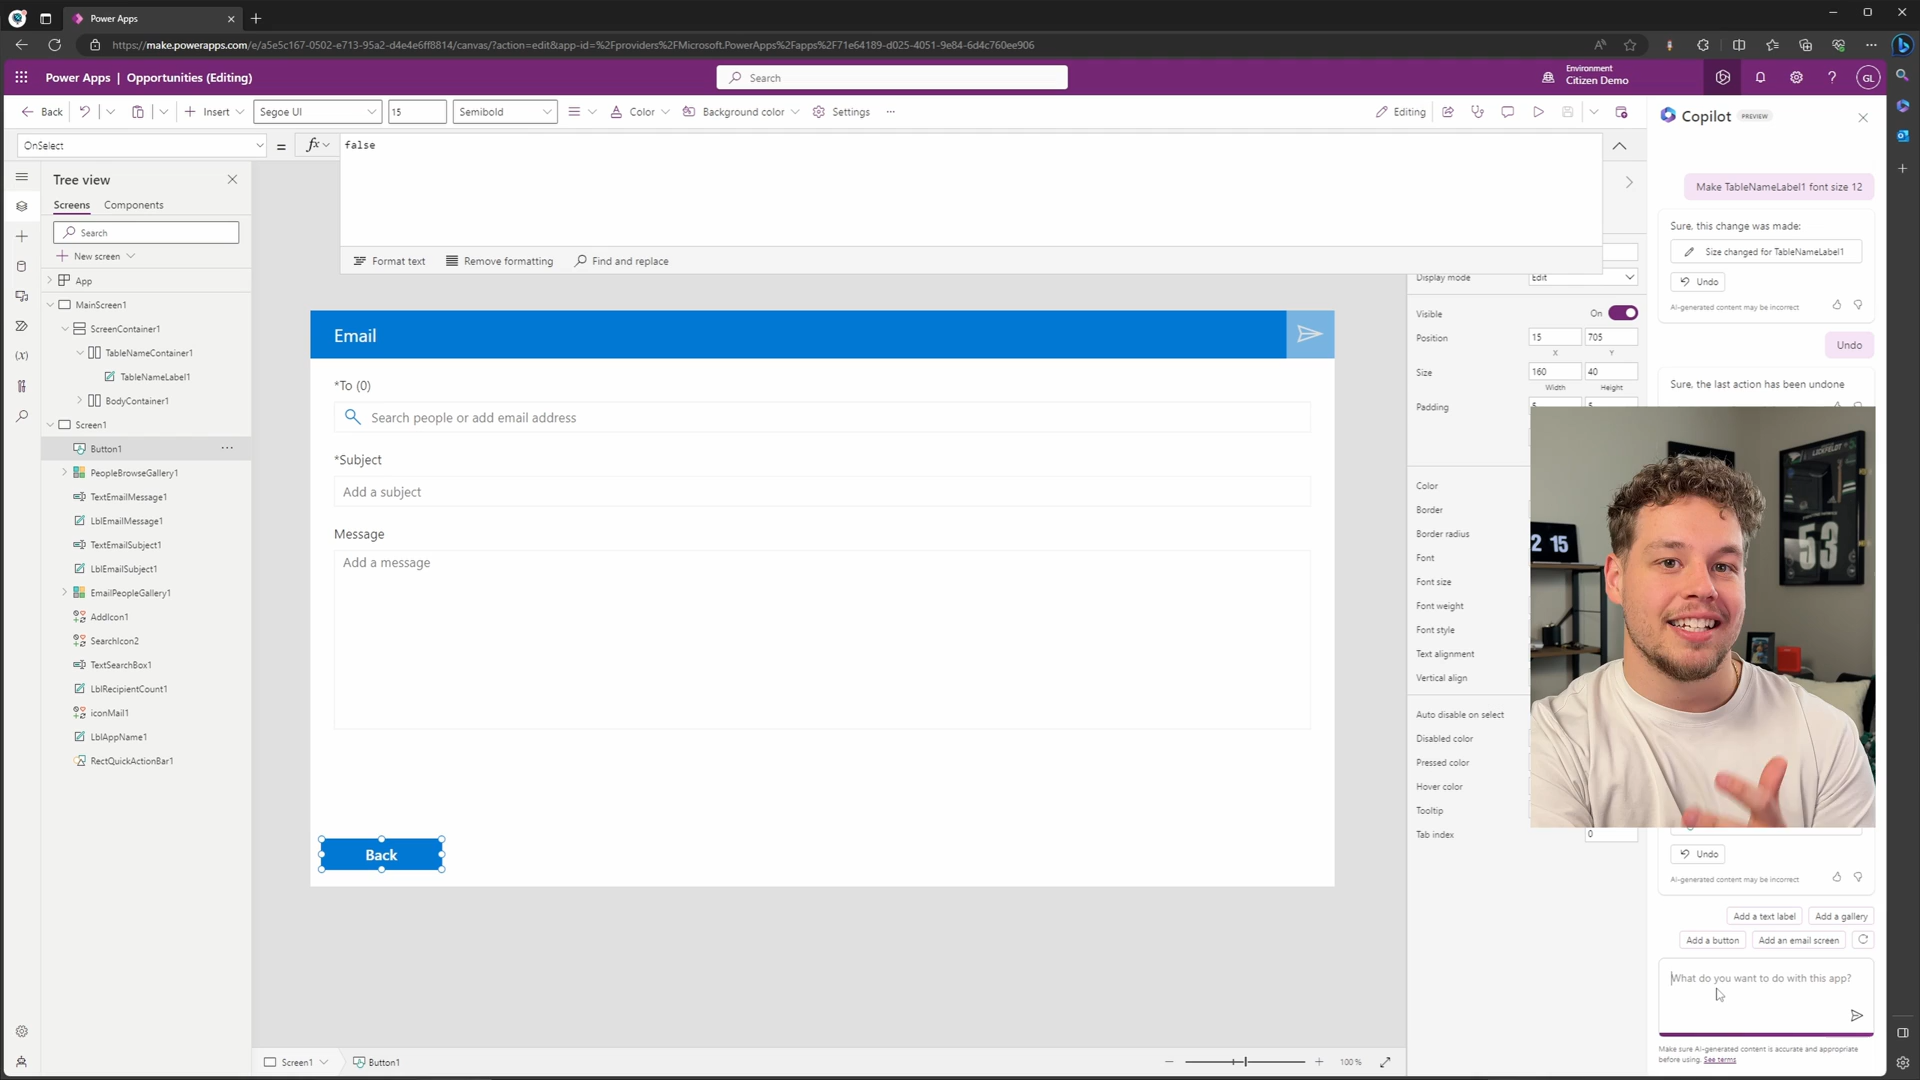 Power Apps
https://make.powerapps.com/e/a5e5c167-0502-e713-95a2-d4e4e6ff8814/canvas/?action=edit&app-id=%2Fproviders%2FMicrosoft.PowerApps%2Fapps%2F71e64189-d025-4051-9e84-6d4c760ee906
Power Apps | Opportunities (Editing)
Search
Environment
Citizen Demo
GL
Back
Insert
Segoe UI
15
Semibold
Color
Background color
Settings
Editing
OnSelect
=
fx
false
Format text
Remove formatting
Find and replace
Tree view
Screens
Components
Search
New screen
App
MainScreen1
ScreenContainer1
TableNameContainer1
TableNameLabel1
BodyContainer1
Screen1
Button1
PeopleBrowseGallery1
TextEmailMessage1
LblEmailMessage1
TextEmailSubject1
LblEmailSubject1
EmailPeopleGallery1
AddIcon1
SearchIcon2
TextSearchBox1
LblRecipientCount1
iconMail1
LblAppName1
RectQuickActionBar1
Email
*To (0)
Search people or add email address
*Subject
Add a subject
Message
Add a message
Back
Screen1
Button1
100 %
Display mode
Edit
Visible
On
Position
15
705
X
Y
Size
160
40
Width
Height
Padding
Color
Border
Border radius
Font
Font size
Font weight
Font style
Text alignment
Vertical align
Auto disable on select
Disabled color
Pressed color
Hover color
Tooltip
Tab index
0
Copilot
PREVIEW
Make TableNameLabel1 font size 12
Sure, this change was made:
Size changed for TableNameLabel1
Undo
AI-generated content may be incorrect
Undo
Sure, the last action has been undone
2 15
53
Undo
AI-generated content may be incorrect
Add a text label
Add a gallery
Add a button
Add an email screen
What do you want to do with this app?
Make sure AI-generated content is accurate and appropriate
before using. See terms